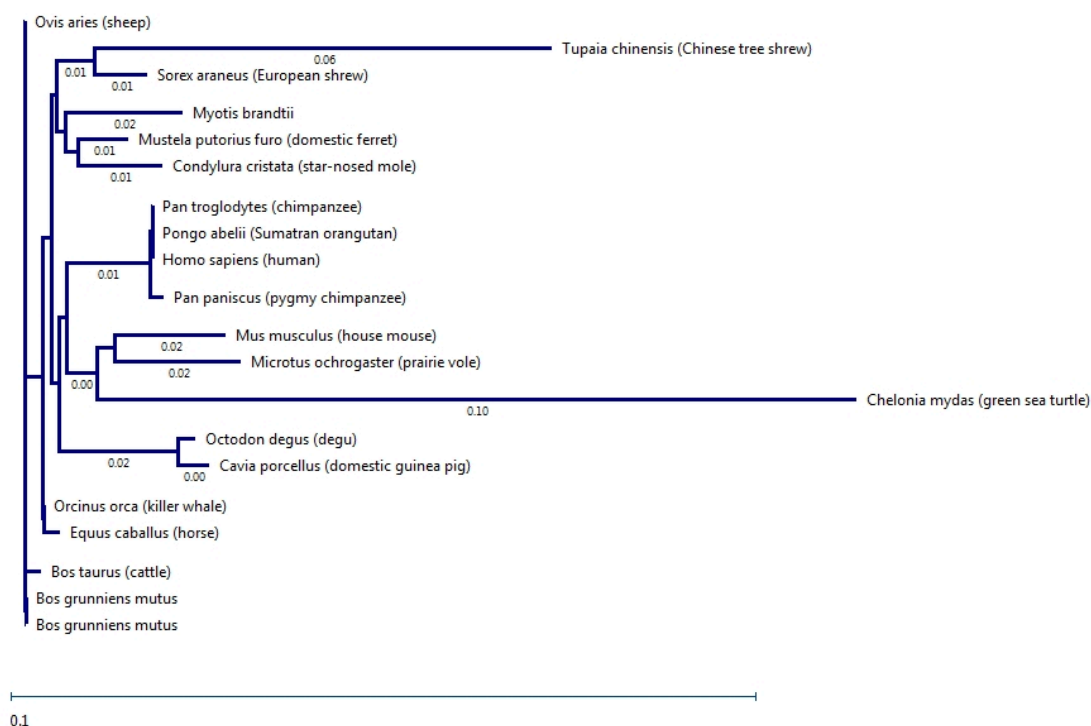 Ovis aries (sheep)
Tupaia chinensis (Chinese tree shrew)
0.06
0.01
Sorex araneus (European shrew)
0.01
Myotis brandtii
0.02
Mustela putorius furo (domestic ferret)
0.01
Condylura cristata (star-nosed mole)
0.01
Pan troglodytes (chimpanzee)
Pongo abelii (Sumatran orangutan)
Homo sapiens (human)
0.01
Pan paniscus (pygmy chimpanzee)
Mus musculus (house mouse)
0.02
Microtus ochrogaster (prairie vole)
0.02
0.00
Chelonia mydas (green sea turtle)
0.10
Octodon degus (degu)
0.02
Cavia porcellus (domestic guinea pig)
0.00
Orcinus orca (killer whale)
Equus caballus (horse)
Bos taurus (cattle)
Bos grunniens mutus
Bos grunniens mutus
0.1